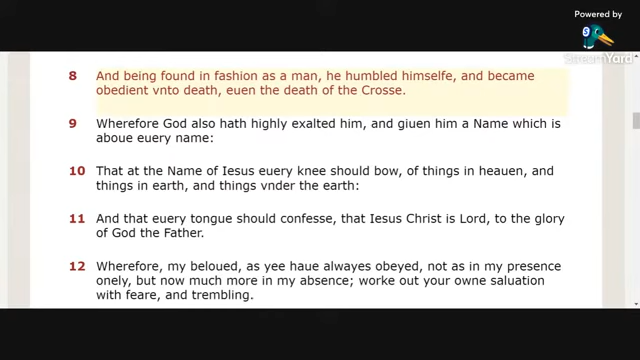 Powered by
StreamYard
8 And being found in fashion as a man, he humbled himselfe, and became
obedient vnto death, euen the death of the Crosse.
9 Wherefore God also hath highly exalted him, and giuen him a Name which is
aboue euery name:
10 That at the Name of Iesus euery knee should bow, of things in heauen, and
things in earth, and things vnder the earth:
11 And that euery tongue should confesse, that Iesus Christ is Lord, to the glory
of God the Father.
12 Wherefore, my beloued, as yee haue alwayes obeyed, not as in my presence
onely, but now much more in my absence; worke out your owne saluation
with feare, and trembling.